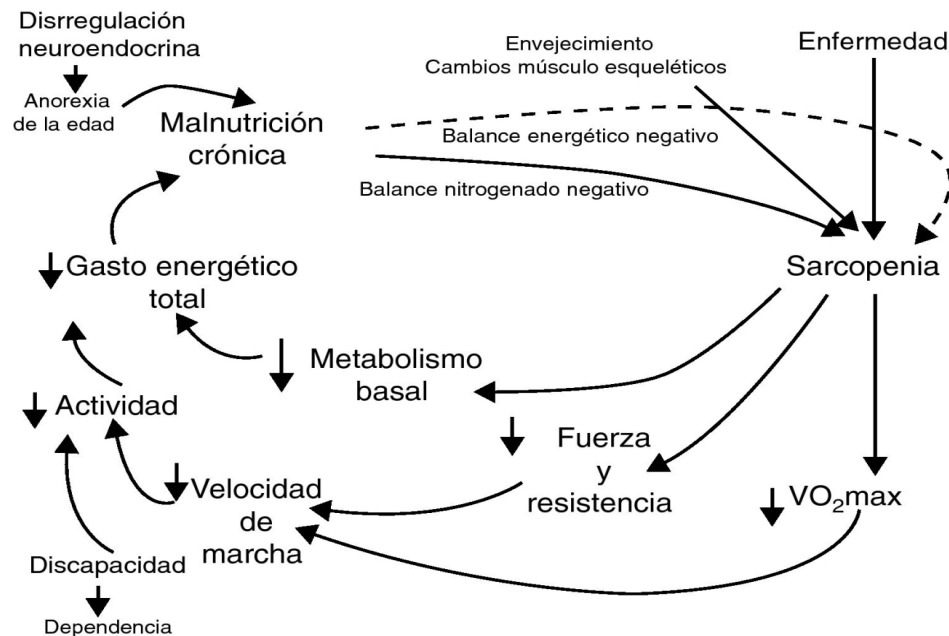 Disrregulación
neuroendocrina
Anorexia
de la edad
Malnutrición
crónica
Envejecimiento
Cambios músculo esqueléticos
Enfermedad
Balance energético negativo
Balance nitrogenado negativo
Sarcopenia
Gasto energético
total
Metabolismo
basal
Actividad
Fuerza
y
resistencia
Velocidad
de
marcha
VO₂max
Discapacidad
Dependencia